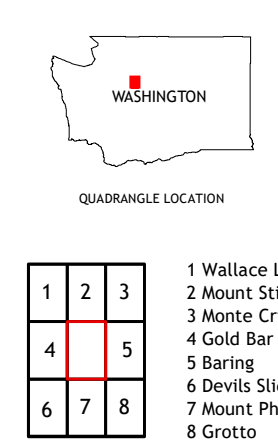 WASHINGTON
QUADRANGLE LOCATION
1 2 3
4 5
6 7 8
1 Wallace L
2 Mount Sti
3 Monte Cr
4 Gold Bar
5 Baring
6 Devils Slid
7 Mount Ph
8 Grotto